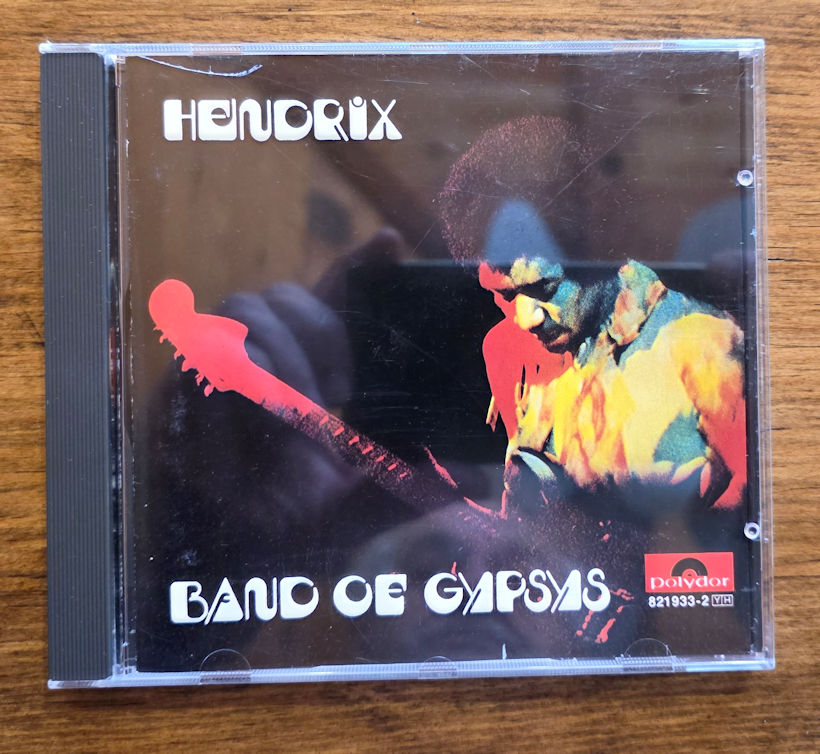 HENDRIX
BAND OF GYPSYS
polydor
821933-2 YH